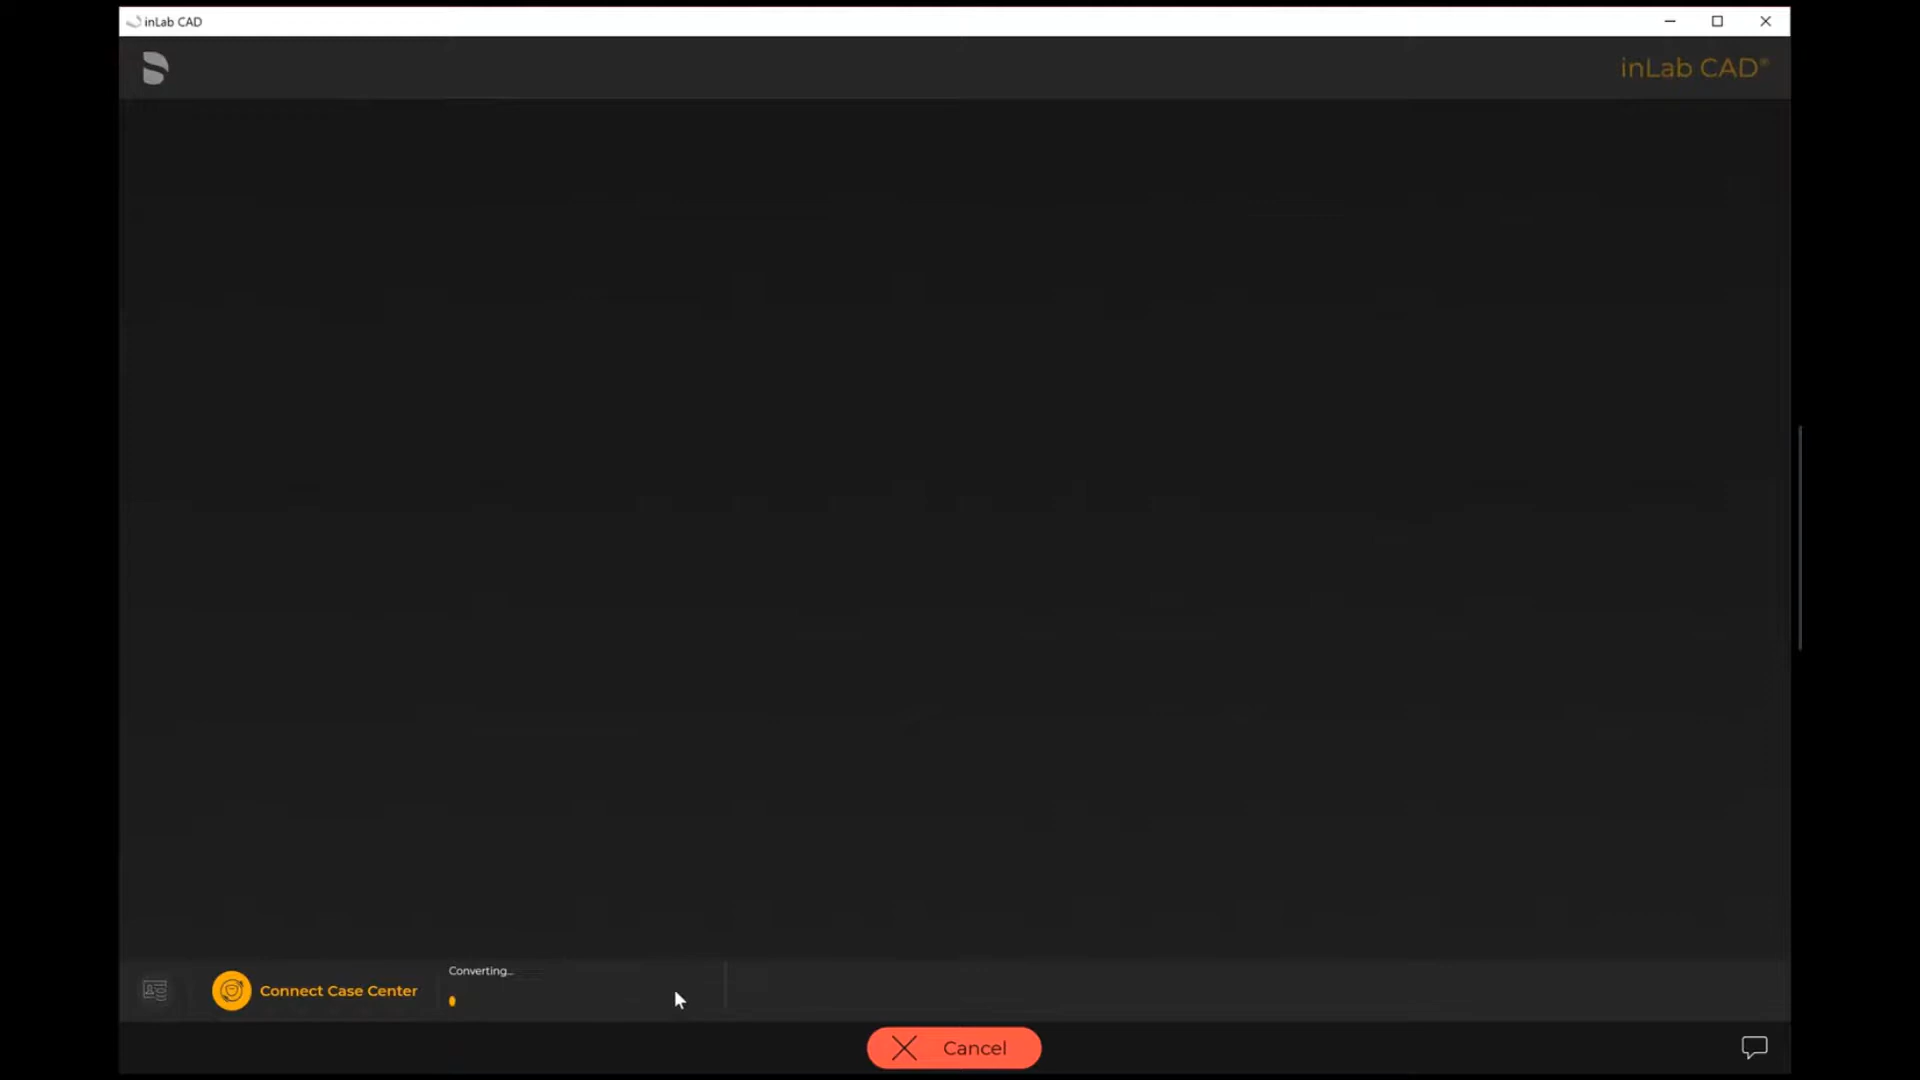 inLab CAD
inLab CAD®
Converting...
Connect Case Center
Cancel